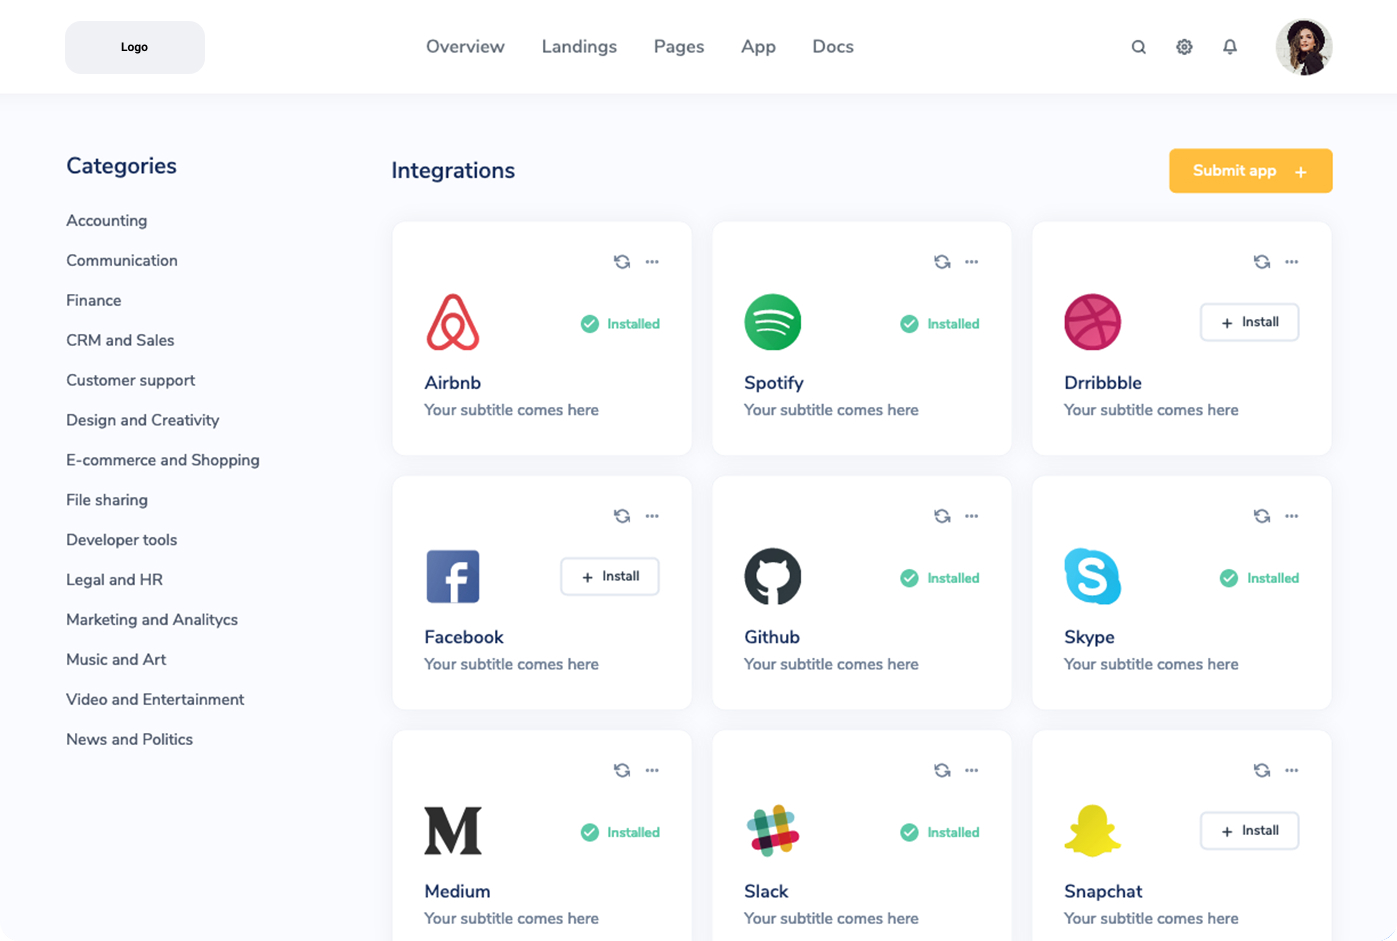 Logo
Overview Landings Pages App Docs
Categories
Accounting
Communication
Finance
CRM and Sales
Customer support
Design and Creativity
E-commerce and Shopping
File sharing
Developer tools
Legal and HR
Marketing and Analitycs
Music and Art
Video and Entertainment
News and Politics
Integrations
Submit app +
Installed
Airbnb
Your subtitle comes here
Installed
Spotify
Your subtitle comes here
+ Install
Drribbble
Your subtitle comes here
f
+ Install
Facebook
Your subtitle comes here
Installed
Github
Your subtitle comes here
S
Installed
Skype
Your subtitle comes here
M
Installed
Medium
Your subtitle comes here
Installed
Slack
Your subtitle comes here
+ Install
Snapchat
Your subtitle comes here